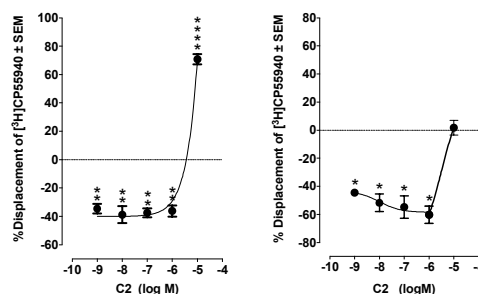 %Displacement of [³H]CP55940 ± SEM
100
80
60
40
20
0
-20
-40
-60
** ** ** ** ****
-10 -9 -8 -7 -6 -5 -4
C2 (log M)
% Displacement of [³H]CP55940 ± SEM
80
60
40
20
0
-20
-40
-60
-80
* * * *
-10 -9 -8 -7 -6 -5 -4
C2 (logM)